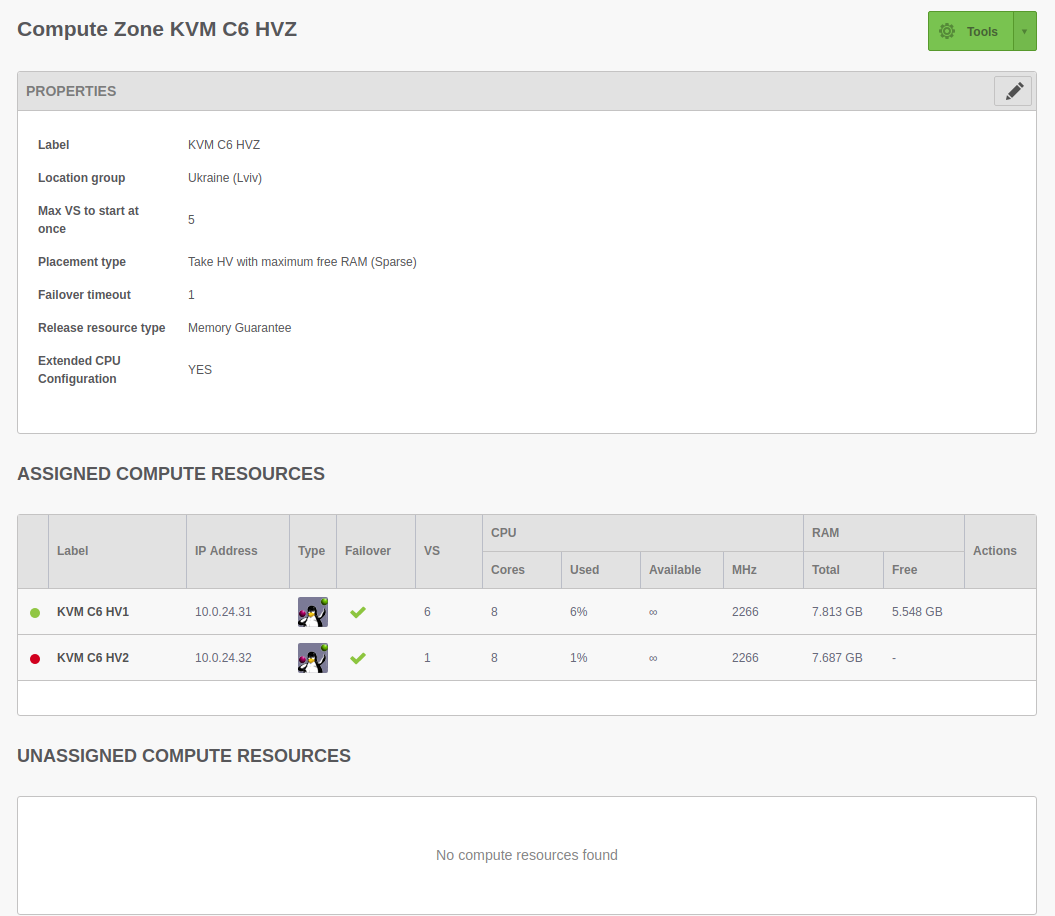 Compute Zone KVM C6 HVZ
Tools
PROPERTIES
Label KVM C6 HVZ
Location group Ukraine (Lviv)
Max VS to start at
once 5
Placement type Take HV with maximum free RAM (Sparse)
Failover timeout 1
Release resource type Memory Guarantee
Extended CPU
Configuration YES
ASSIGNED COMPUTE RESOURCES
Label IP Address Type Failover VS CPU RAM Actions
Cores Used Available MHz Total Free
KVM C6 HV1 10.0.24.31 6 8 6% ∞ 2266 7.813 GB 5.548 GB
KVM C6 HV2 10.0.24.32 1 8 1% ∞ 2266 7.687 GB -
UNASSIGNED COMPUTE RESOURCES
No compute resources found